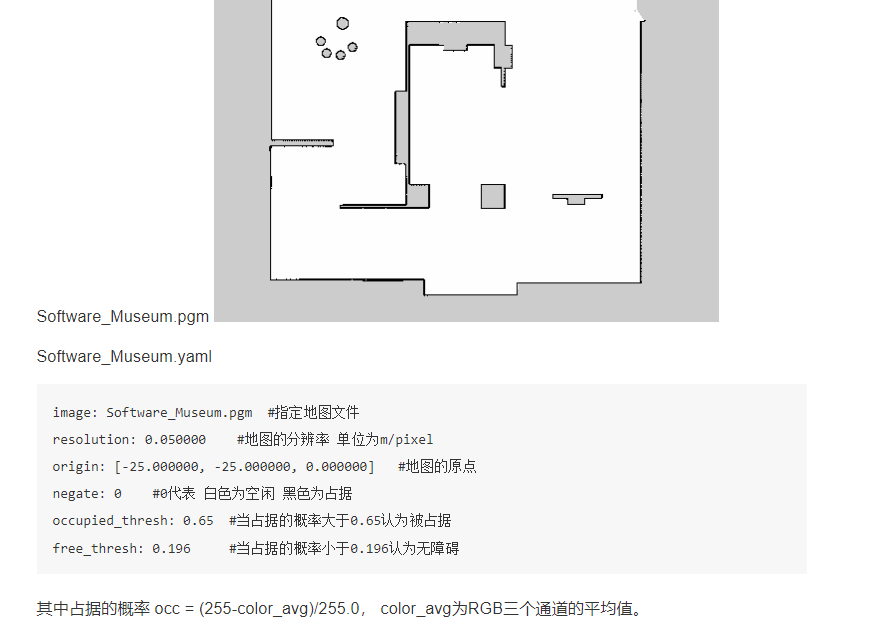 Software_Museum.pgm
Software_Museum.yaml
image: Software_Museum.pgm  #指定地图文件
resolution: 0.050000    #地图的分辨率 单位为m/pixel
origin: [-25.000000, -25.000000, 0.000000]   #地图的原点
negate: 0    #0代表 白色为空闲 黑色为占据
occupied_thresh: 0.65  #当占据的概率大于0.65认为被占据
free_thresh: 0.196     #当占据的概率小于0.196认为无障碍
其中占据的概率 occ = (255-color_avg)/255.0， color_avg为RGB三个通道的平均值。